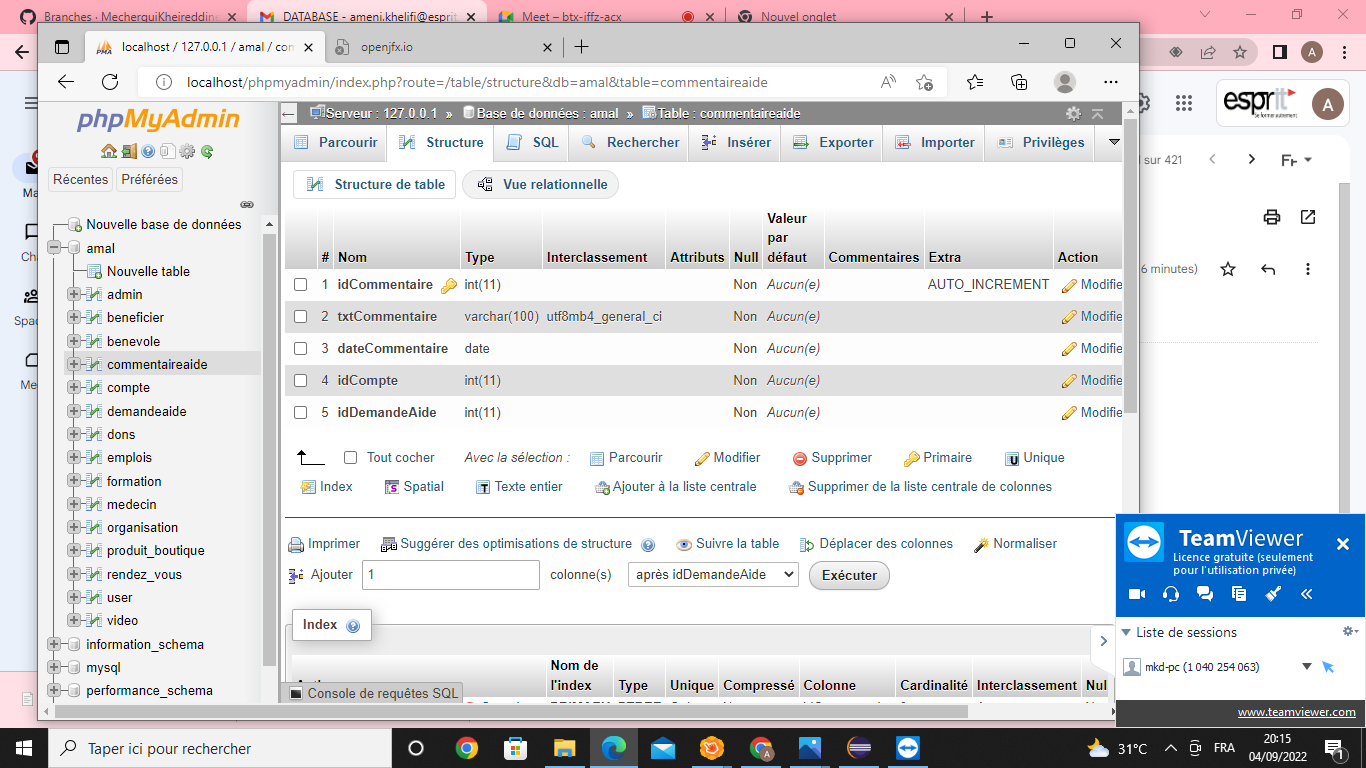 Branches · MecherguiKheireddin
DATABASE - ameni.khelifi@esprit
Meet – btx-iffz-acx
Nouvel onglet
localhost / 127.0.0.1 / amal / com
openjfx.io
localhost/phpmyadmin/index.php?route=/table/structure&db=amal&table=commentaireaide
phpMyAdmin
Récentes
Préférées
Nouvelle base de données
amal
Nouvelle table
admin
beneficier
benevole
commentaireaide
compte
demandeaide
dons
emplois
formation
medecin
organisation
produit_boutique
rendez_vous
user
video
information_schema
mysql
performance_schema
Serveur : 127.0.0.1 » Base de données : amal » Table : commentaireaide
Parcourir Structure SQL Rechercher Insérer Exporter Importer Privilèges
Structure de table Vue relationnelle
# Nom Type Interclassement Attributs Null Valeur par défaut Commentaires Extra Action
1 idCommentaire int(11) Non Aucun(e) AUTO_INCREMENT Modifie
2 txtCommentaire varchar(100) utf8mb4_general_ci Non Aucun(e) Modifie
3 dateCommentaire date Non Aucun(e) Modifie
4 idCompte int(11) Non Aucun(e) Modifie
5 idDemandeAide int(11) Non Aucun(e) Modifie
Tout cocher Avec la sélection : Parcourir Modifier Supprimer Primaire Unique
Index Spatial Texte entier Ajouter à la liste centrale Supprimer de la liste centrale de colonnes
Imprimer Suggérer des optimisations de structure Suivre la table Déplacer des colonnes Normaliser
Ajouter 1 colonne(s) après idDemandeAide Exécuter
Index
Nom de l'index Type Unique Compressé Colonne Cardinalité Interclassement Nul
Console de requêtes SQL
esprit
Se former autrement
A
A
sur 421
Fr
6 minutes)
TeamViewer
Licence gratuite (seulement
pour l'utilisation privée)
Liste de sessions
mkd-pc (1 040 254 063)
www.teamviewer.com
Taper ici pour rechercher
31°C
FRA
20:15
04/09/2022
1